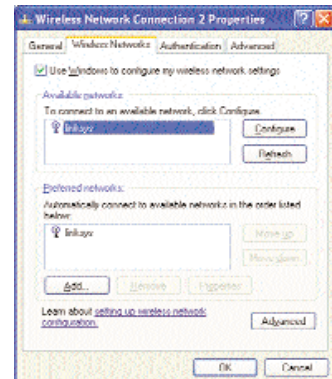 Wireless Network Connection 2 Properties
General Wireless Networks Authentication Advanced
Use Windows to configure my wireless network settings
Available networks:
To connect to an available network, click Configure.
linksys
Configure
Refresh
Preferred networks:
Automatically connect to available networks in the order listed
below:
linksys
Move up
Move down
Add... Remove Properties
Learn about setting up wireless network
configuration.
Advanced
OK Cancel